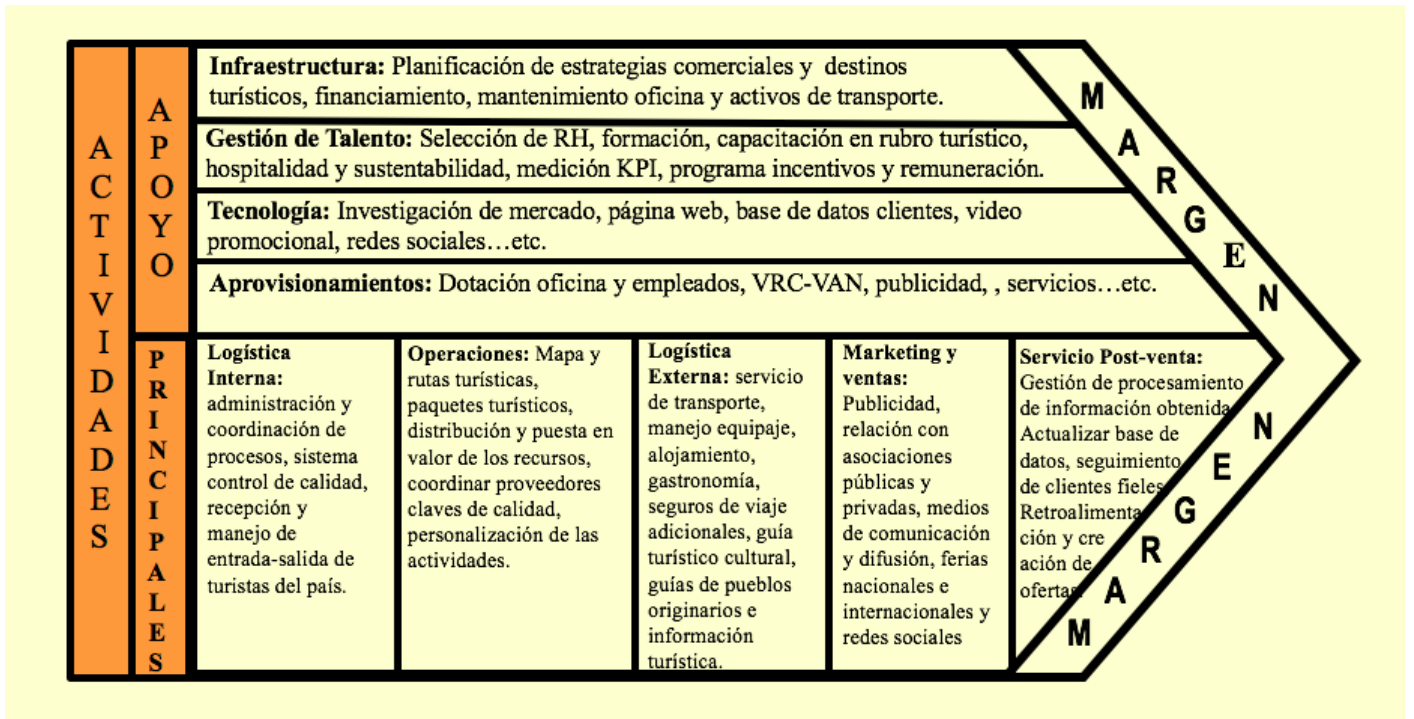 ACTIVIDADES
APOYO
Infraestructura: Planificación de estrategias comerciales y destinos
turísticos, financiamiento, mantenimiento oficina y activos de transporte.
Gestión de Talento: Selección de RH, formación, capacitación en rubro turístico,
hospitalidad y sustentabilidad, medición KPI, programa incentivos y remuneración.
Tecnología: Investigación de mercado, página web, base de datos clientes, video
promocional, redes sociales…etc.
Aprovisionamientos: Dotación oficina y empleados, VRC-VAN, publicidad, , servicios…etc.
PRINCIPALES
Logística
Interna:
administración y
coordinación de
procesos, sistema
control de calidad,
recepción y
manejo de
entrada-salida de
turistas del país.
Operaciones: Mapa y
rutas turísticas,
paquetes turísticos,
distribución y puesta en
valor de los recursos,
coordinar proveedores
claves de calidad,
personalización de las
actividades.
Logística
Externa: servicio
de transporte,
manejo equipaje,
alojamiento,
gastronomía,
seguros de viaje
adicionales, guía
turístico cultural,
guías de pueblos
originarios e
información
turística.
Marketing y
ventas:
Publicidad,
relación con
asociaciones
públicas y
privadas, medios
de comunicación
y difusión, ferias
nacionales e
internacionales y
redes sociales
Servicio Post-venta:
Gestión de procesamiento
de información obtenida
Actualizar base de
datos, seguimiento
de clientes fieles
Retroalimenta
ción y cre
ación de
ofertas.
MARGEN
MARGEN